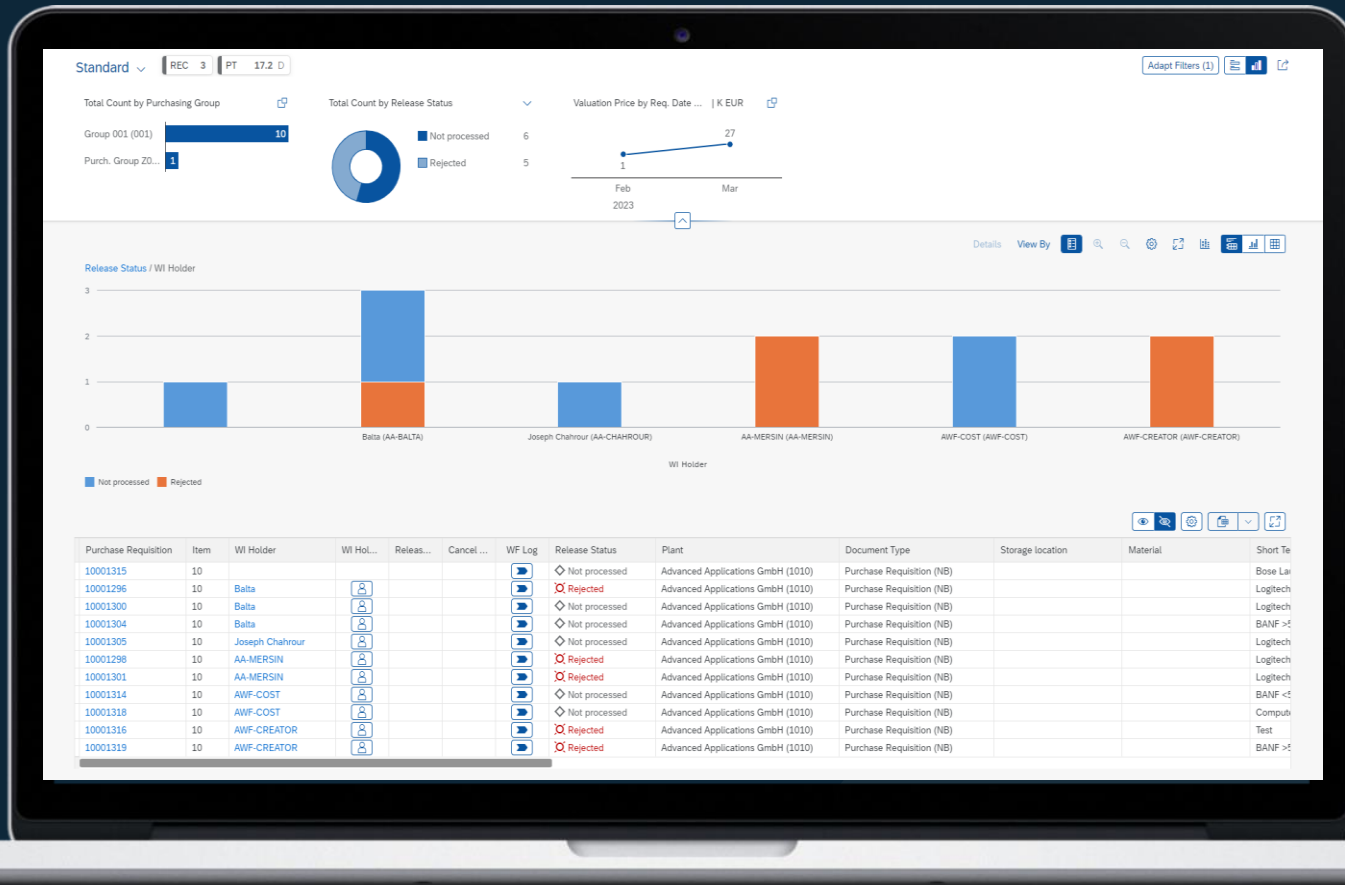 Standard REC 3 PT 17.2 D Adapt Filters (1)
Total Count by Purchasing Group
Group 001 (001) 10
Purch. Group Z0... 1
Total Count by Release Status
Not processed 6
Rejected 5
Valuation Price by Req. Date ... | K EUR
27
1
Feb Mar
2023
Details View By
Release Status / WI Holder
3
2
1
0
Balta (AA-BALTA) Joseph Chahrour (AA-CHAHROUR) AA-MERSIN (AA-MERSIN) AWF-COST (AWF-COST) AWF-CREATOR (AWF-CREATOR)
WI Holder
Not processed Rejected
Purchase Requisition Item WI Holder WI Hol... Releas... Cancel ... WF Log Release Status Plant Document Type Storage location Material Short Te
10001315 10 Not processed Advanced Applications GmbH (1010) Purchase Requisition (NB) Bose La
10001296 10 Balta Rejected Advanced Applications GmbH (1010) Purchase Requisition (NB) Logitech
10001300 10 Balta Not processed Advanced Applications GmbH (1010) Purchase Requisition (NB) Logitech
10001304 10 Balta Not processed Advanced Applications GmbH (1010) Purchase Requisition (NB) BANF >5
10001305 10 Joseph Chahrour Not processed Advanced Applications GmbH (1010) Purchase Requisition (NB) Logitech
10001298 10 AA-MERSIN Rejected Advanced Applications GmbH (1010) Purchase Requisition (NB) Logitech
10001301 10 AA-MERSIN Rejected Advanced Applications GmbH (1010) Purchase Requisition (NB) Logitech
10001314 10 AWF-COST Not processed Advanced Applications GmbH (1010) Purchase Requisition (NB) BANF <5
10001318 10 AWF-COST Not processed Advanced Applications GmbH (1010) Purchase Requisition (NB) Comput
10001316 10 AWF-CREATOR Rejected Advanced Applications GmbH (1010) Purchase Requisition (NB) Test
10001319 10 AWF-CREATOR Rejected Advanced Applications GmbH (1010) Purchase Requisition (NB) BANF >5